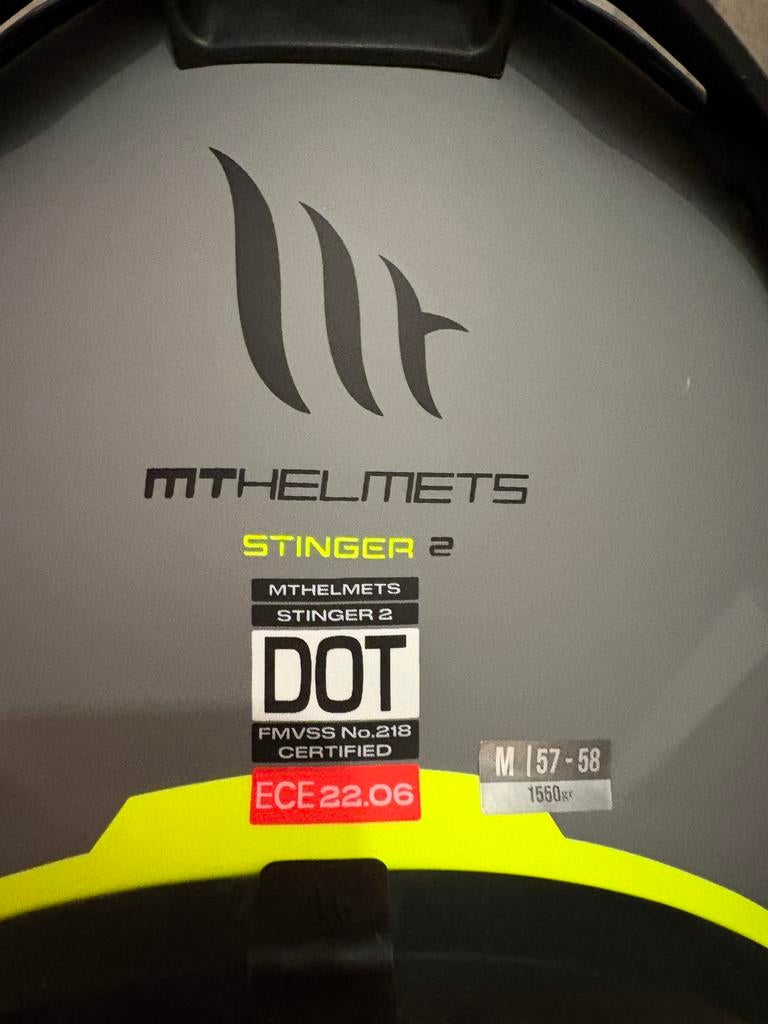 MTHELMETS
STINGER 2
MTHELMETS
STINGER 2
DOT
FMVSS No.218
CERTIFIED
ECE 22.06
M | 57 - 58
1550gr